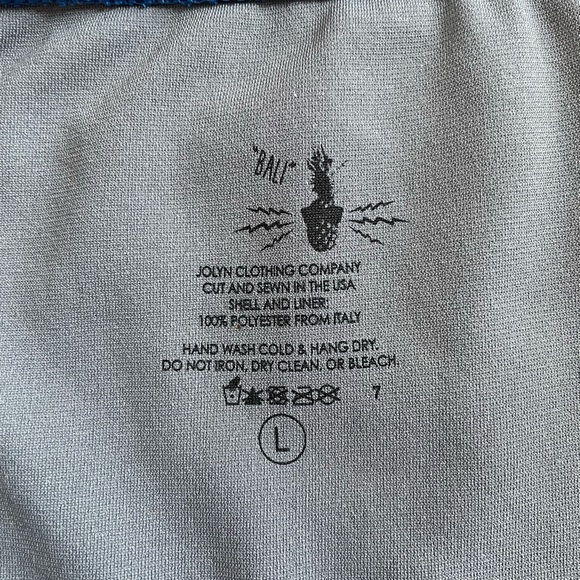 "BALI"
JOLYN CLOTHING COMPANY
CUT AND SEWN IN THE USA
SHELL AND LINER:
100% POLYESTER FROM ITALY
HAND WASH COLD & HANG DRY.
DO NOT IRON, DRY CLEAN, OR BLEACH.
7
L